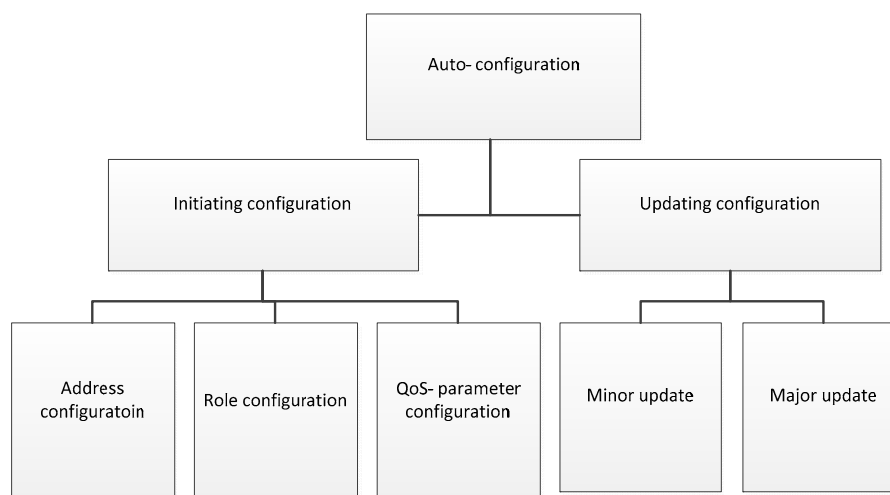 Auto- configuration
Initiating configuration
Updating configuration
Address
configuratoin
Role configuration
QoS- parameter
configuration
Minor update
Major update